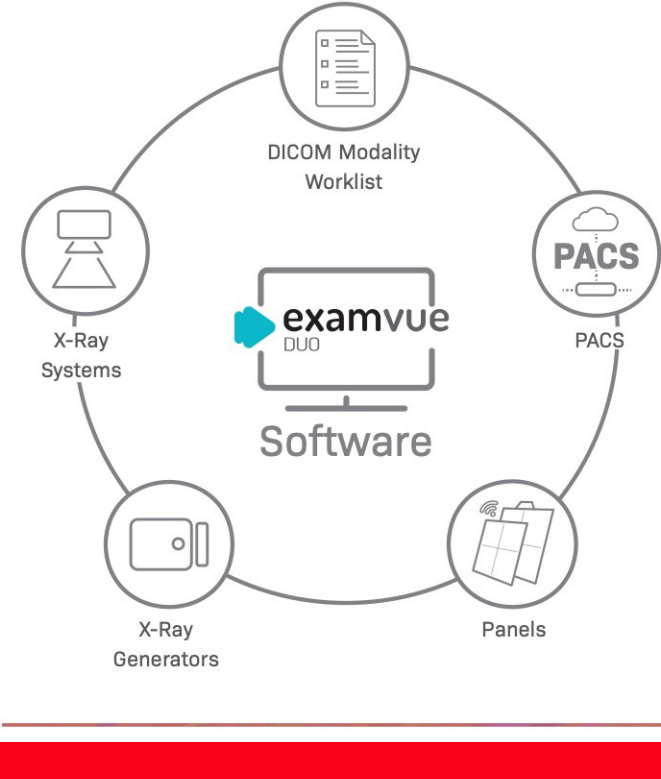 DICOM Modality
Worklist
PACS
PACS
X-Ray
Systems
examvue
DUO
Software
X-Ray
Generators
Panels